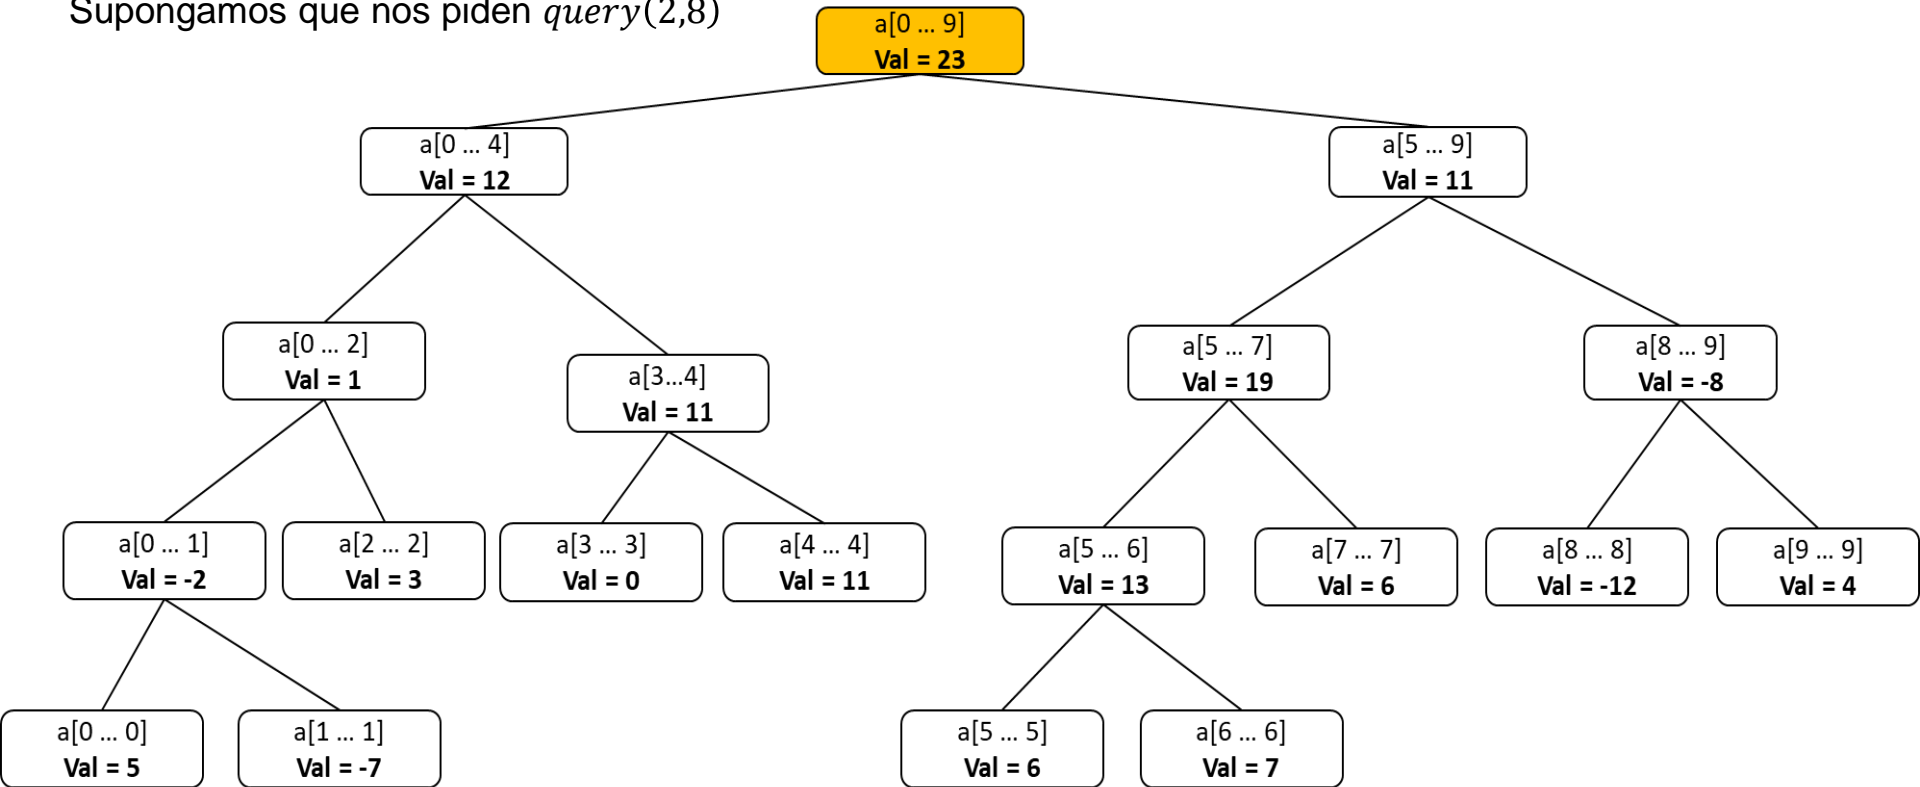 Supongamos que nos piden query(2,8)
a[0 ... 9]
Val = 23
a[0 ... 4]
Val = 12
a[5 ... 9]
Val = 11
a[0 ... 2]
Val = 1
a[3...4]
Val = 11
a[5 ... 7]
Val = 19
a[8 ... 9]
Val = -8
a[0 ... 1]
Val = -2
a[2 ... 2]
Val = 3
a[3 ... 3]
Val = 0
a[4 ... 4]
Val = 11
a[5 ... 6]
Val = 13
a[7 ... 7]
Val = 6
a[8 ... 8]
Val = -12
a[9 ... 9]
Val = 4
a[0 ... 0]
Val = 5
a[1 ... 1]
Val = -7
a[5 ... 5]
Val = 6
a[6 ... 6]
Val = 7